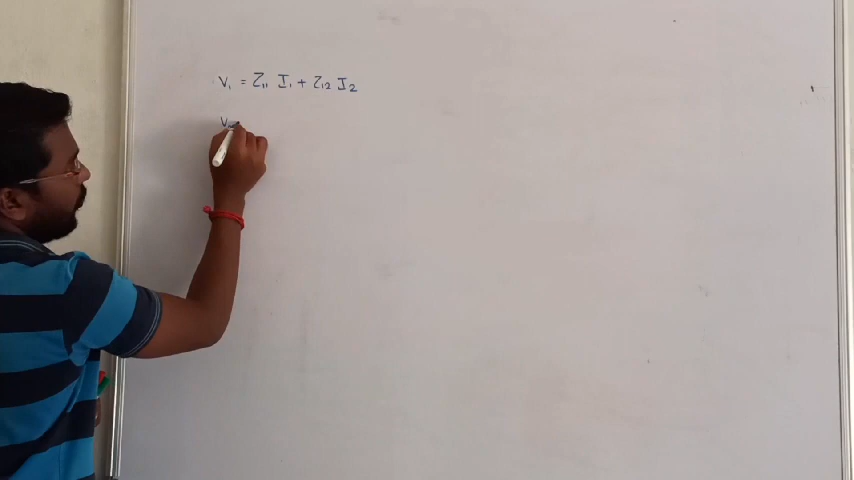 V₁ = Z₁₁ I₁ + Z₁₂ I₂
V